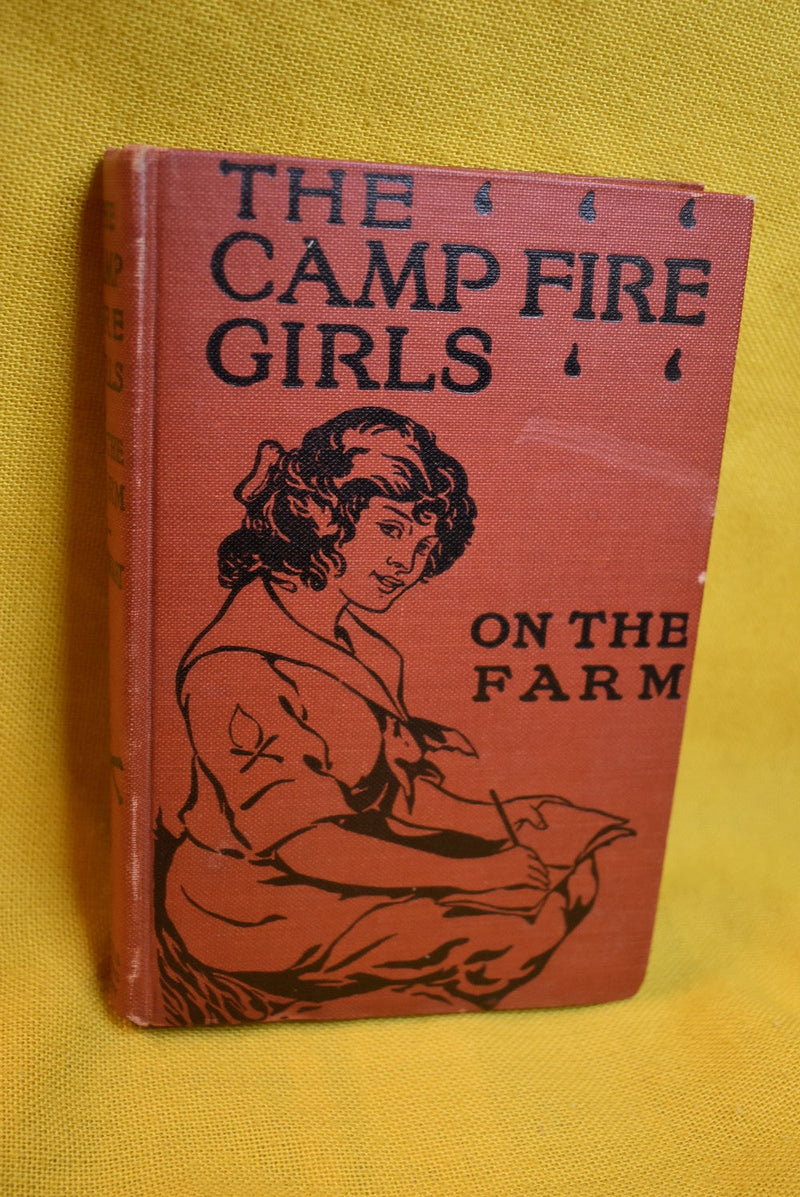 THE
CAMP FIRE
GIRLS
ON THE
FARM